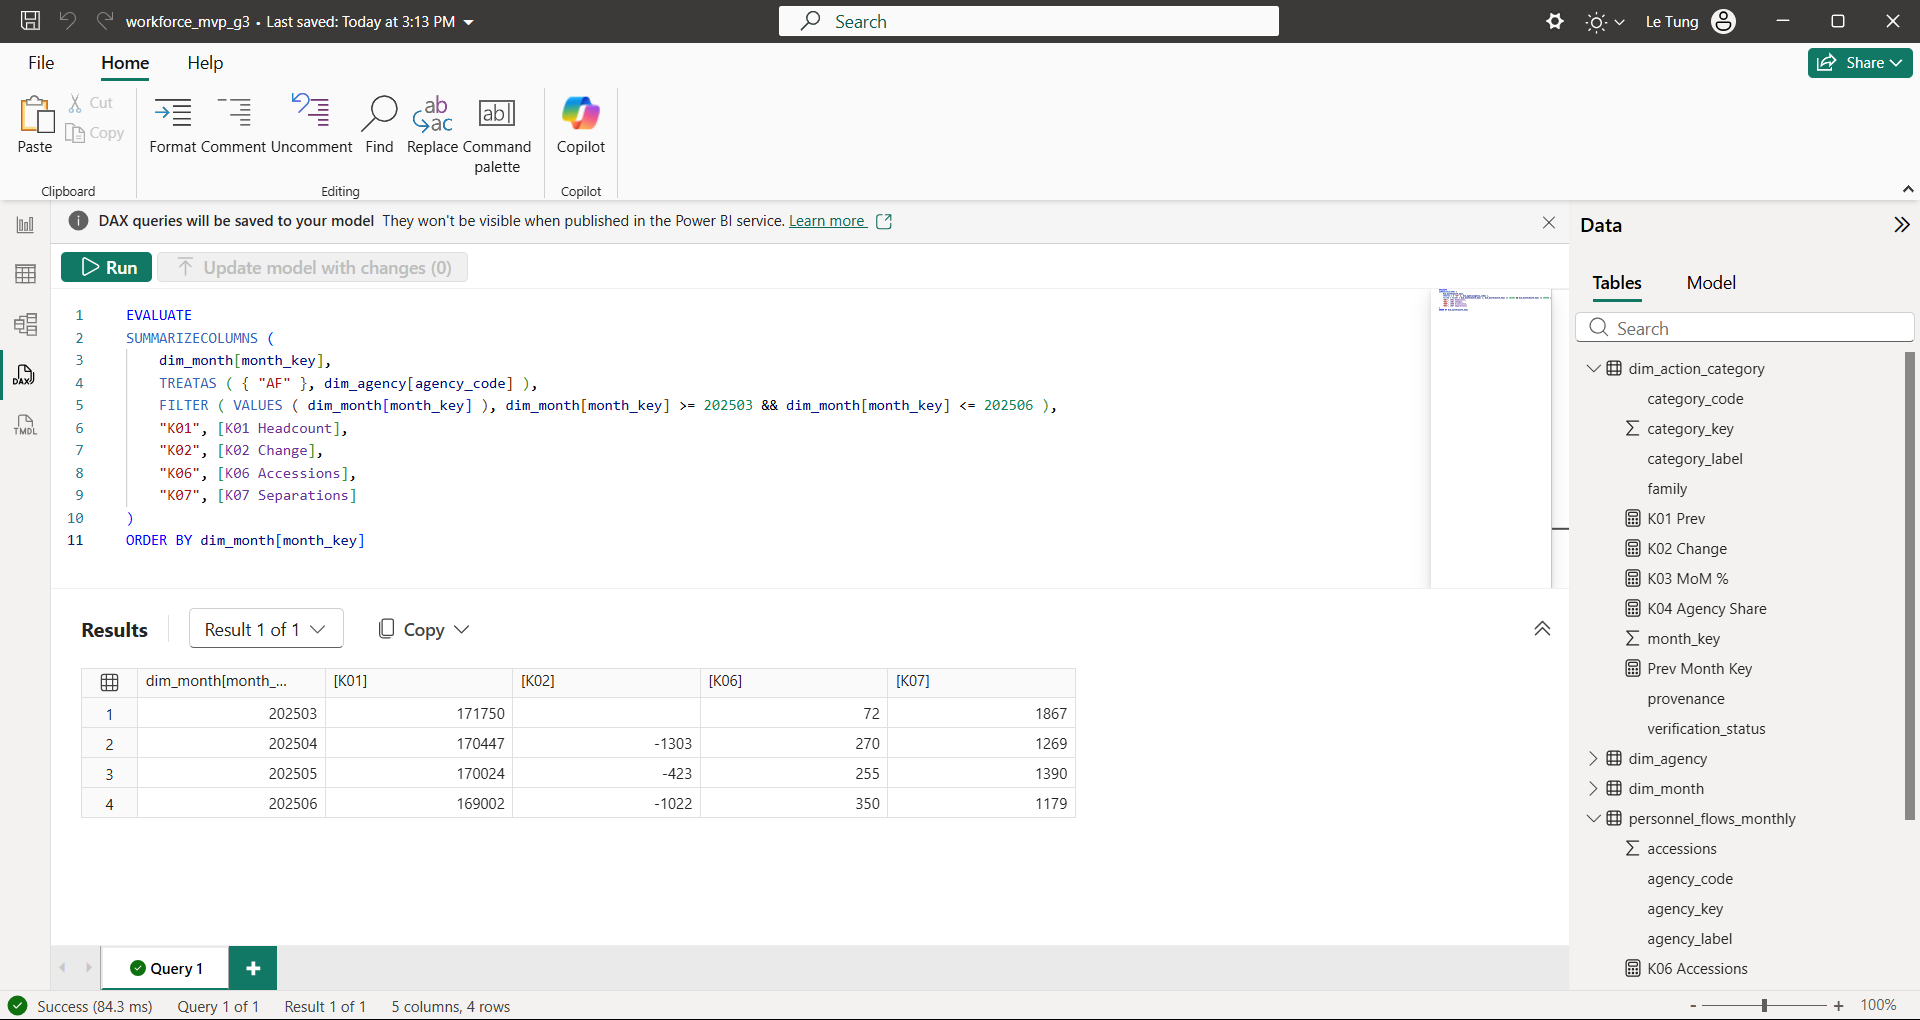 workforce_mvp_g3 • Last saved: Today at 3:13 PM
Search
Le Tung
File
Home
Help
Share
Paste
Cut
Copy
Clipboard
Format
Comment
Uncomment
Find
Replace
Command palette
Editing
Copilot
Copilot
DAX queries will be saved to your model They won't be visible when published in the Power BI service. Learn more
Run
Update model with changes (0)
1 EVALUATE
2 SUMMARIZECOLUMNS (
3 dim_month[month_key],
4 TREATAS ( { "AF" }, dim_agency[agency_code] ),
5 FILTER ( VALUES ( dim_month[month_key] ), dim_month[month_key] >= 202503 && dim_month[month_key] <= 202506 ),
6 "K01", [K01 Headcount],
7 "K02", [K02 Change],
8 "K06", [K06 Accessions],
9 "K07", [K07 Separations]
10 )
11 ORDER BY dim_month[month_key]
Results
Result 1 of 1
Copy
dim_month[month_... [K01] [K02] [K06] [K07]
1 202503 171750 72 1867
2 202504 170447 -1303 270 1269
3 202505 170024 -423 255 1390
4 202506 169002 -1022 350 1179
Query 1
Success (84.3 ms) Query 1 of 1 Result 1 of 1 5 columns, 4 rows
Data
Tables
Model
Search
dim_action_category
category_code
category_key
category_label
family
K01 Prev
K02 Change
K03 MoM %
K04 Agency Share
month_key
Prev Month Key
provenance
verification_status
dim_agency
dim_month
personnel_flows_monthly
accessions
agency_code
agency_key
agency_label
K06 Accessions
- + 100%
DAX
TMDL